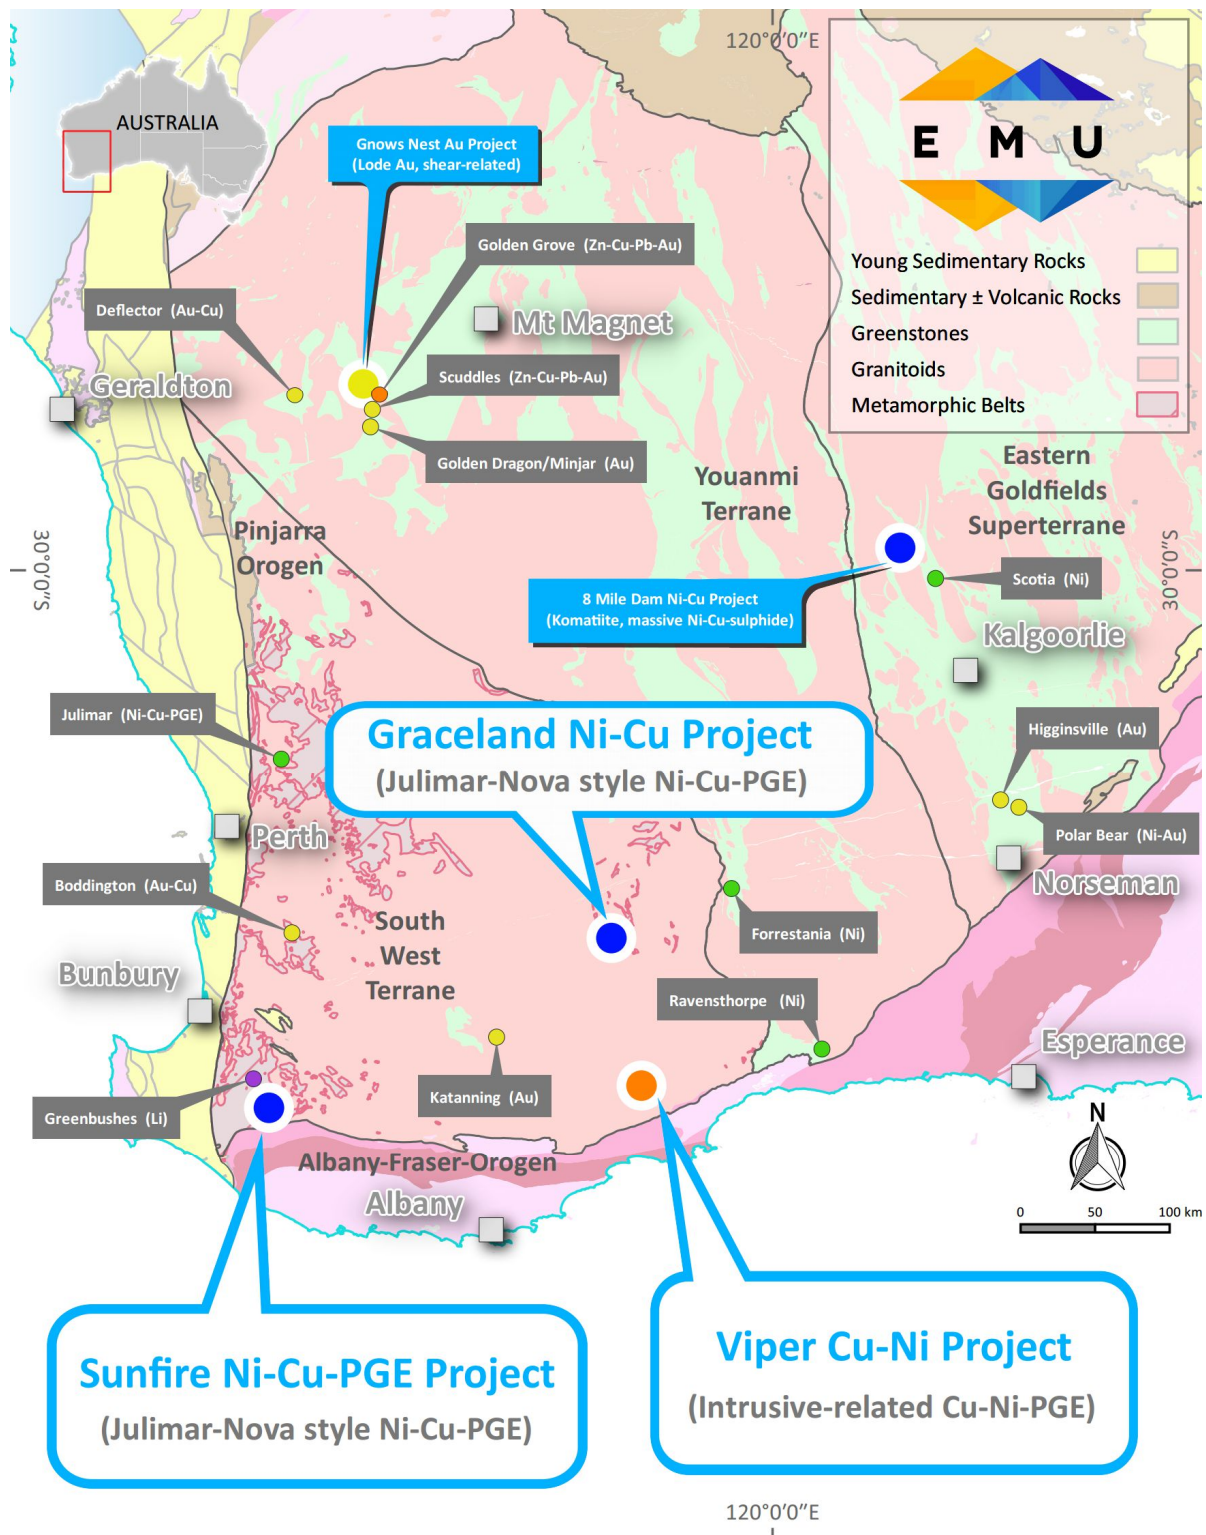 120°0'0"E
AUSTRALIA
EMU
Young Sedimentary Rocks
Sedimentary ± Volcanic Rocks
Greenstones
Granitoids
Metamorphic Belts
Gnows Nest Au Project
(Lode Au, shear-related)
Golden Grove (Zn-Cu-Pb-Au)
Deflector (Au-Cu)
Mt Magnet
Geraldton
Scuddles (Zn-Cu-Pb-Au)
Golden Dragon/Minjar (Au)
Youanmi
Terrane
Eastern
Goldfields
Superterrane
Pinjarra
Orogen
30°0'0"S
30°0'0"S
Scotia (Ni)
8 Mile Dam Ni-Cu Project
(Komatiite, massive Ni-Cu-sulphide)
Kalgoorlie
Julimar (Ni-Cu-PGE)
Graceland Ni-Cu Project
(Julimar-Nova style Ni-Cu-PGE)
Higginsville (Au)
Polar Bear (Ni-Au)
Perth
Boddington (Au-Cu)
Norseman
South
West
Terrane
Forrestania (Ni)
Bunbury
Ravensthorpe (Ni)
Esperance
Katanning (Au)
Greenbushes (Li)
N
Albany-Fraser-Orogen
Albany
0 50 100 km
Sunfire Ni-Cu-PGE Project
(Julimar-Nova style Ni-Cu-PGE)
Viper Cu-Ni Project
(Intrusive-related Cu-Ni-PGE)
120°0'0"E